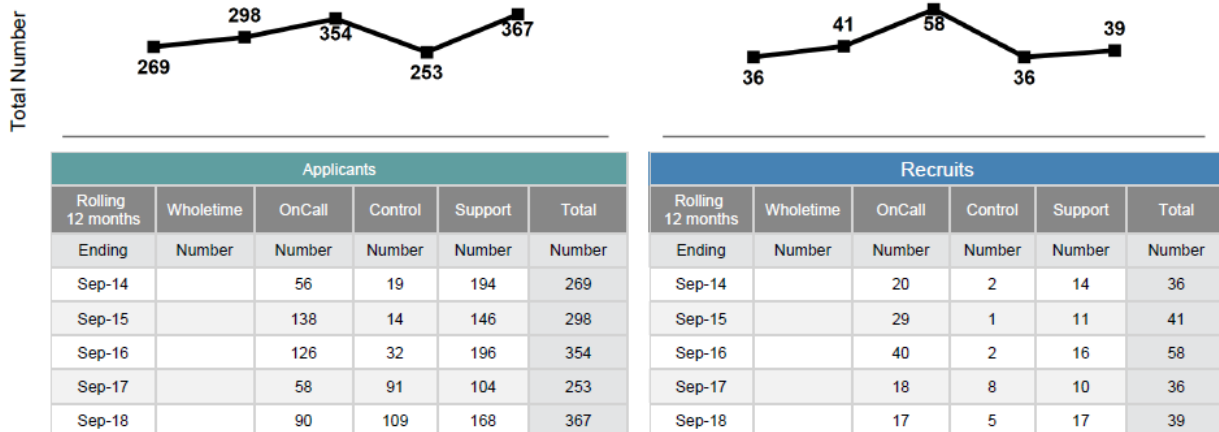 Total Number
269
298
354
253
367
36
41
58
36
39
Applicants
Rolling 12 months Wholetime OnCall Control Support Total
Ending Number Number Number Number Number
Sep-14 56 19 194 269
Sep-15 138 14 146 298
Sep-16 126 32 196 354
Sep-17 58 91 104 253
Sep-18 90 109 168 367
Recruits
Rolling 12 months Wholetime OnCall Control Support Total
Ending Number Number Number Number Number
Sep-14 20 2 14 36
Sep-15 29 1 11 41
Sep-16 40 2 16 58
Sep-17 18 8 10 36
Sep-18 17 5 17 39